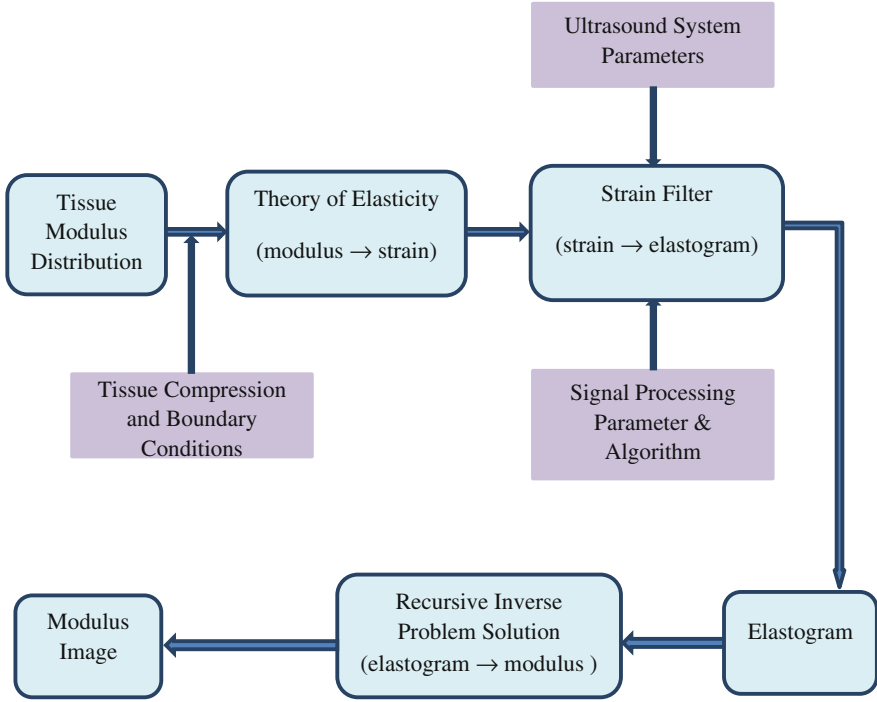 Ultrasound System
Parameters
Tissue
Modulus
Distribution
Theory of Elasticity
(modulus → strain)
Strain Filter
(strain → elastogram)
Tissue Compression
and Boundary
Conditions
Signal Processing
Parameter &
Algorithm
Elastogram
Recursive Inverse
Problem Solution
(elastogram → modulus )
Modulus
Image